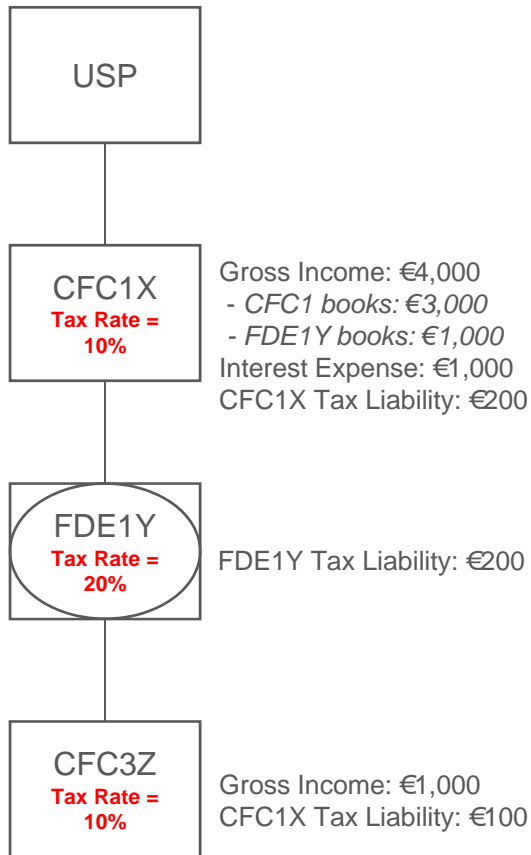 USP
CFC1X
Tax Rate =
10%
Gross Income: €4,000
- CFC1 books: €3,000
- FDE1Y books: €1,000
Interest Expense: €1,000
CFC1X Tax Liability: €200
FDE1Y
Tax Rate =
20%
FDE1Y Tax Liability: €200
CFC3Z
Tax Rate =
10%
Gross Income: €1,000
CFC1X Tax Liability: €100